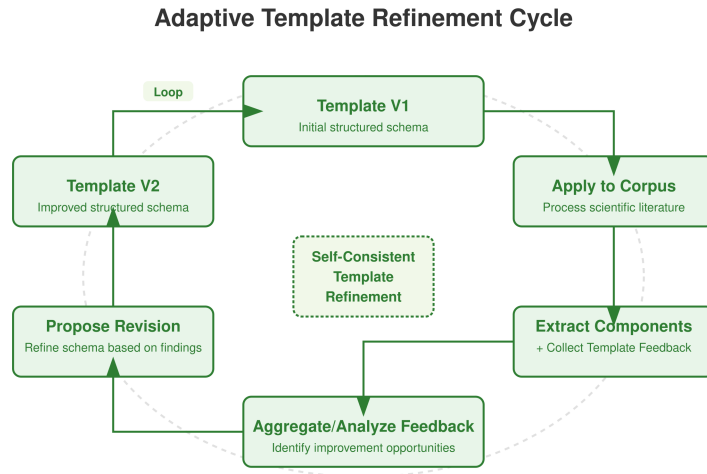 Adaptive Template Refinement Cycle
Loop
Template V1
Initial structured schema
Template V2
Improved structured schema
Apply to Corpus
Process scientific literature
Self-Consistent
Template
Refinement
Propose Revision
Refine schema based on findings
Extract Components
+ Collect Template Feedback
Aggregate/Analyze Feedback
Identify improvement opportunities